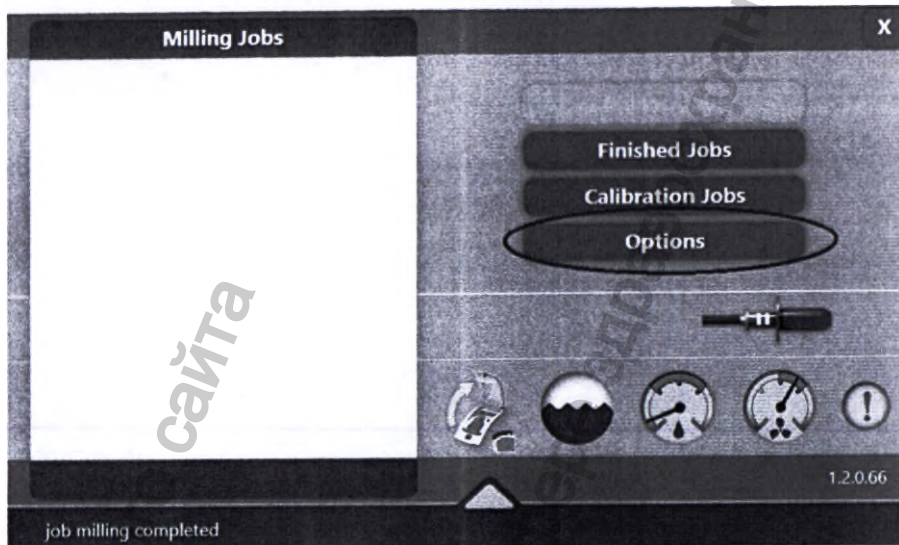 Milling Jobs
X
Finished Jobs
Calibration Jobs
Options
1.2.0.66
job milling completed
сайта